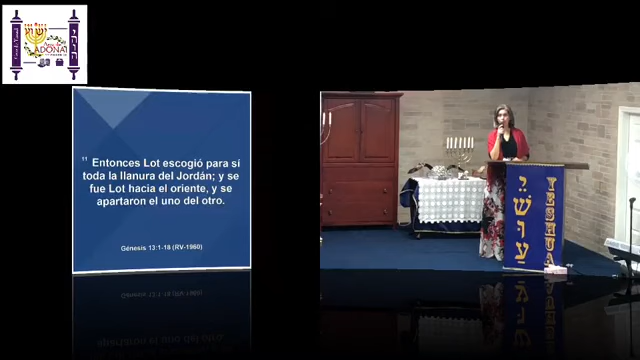 ADONAI
¹¹ Entonces Lot escogió para sí
toda la llanura del Jordán; y se
fue Lot hacia el oriente, y se
apartaron el uno del otro.
Génesis 13:1-18 (RV-1960)
יֵשׁוּעַ
YESHUA